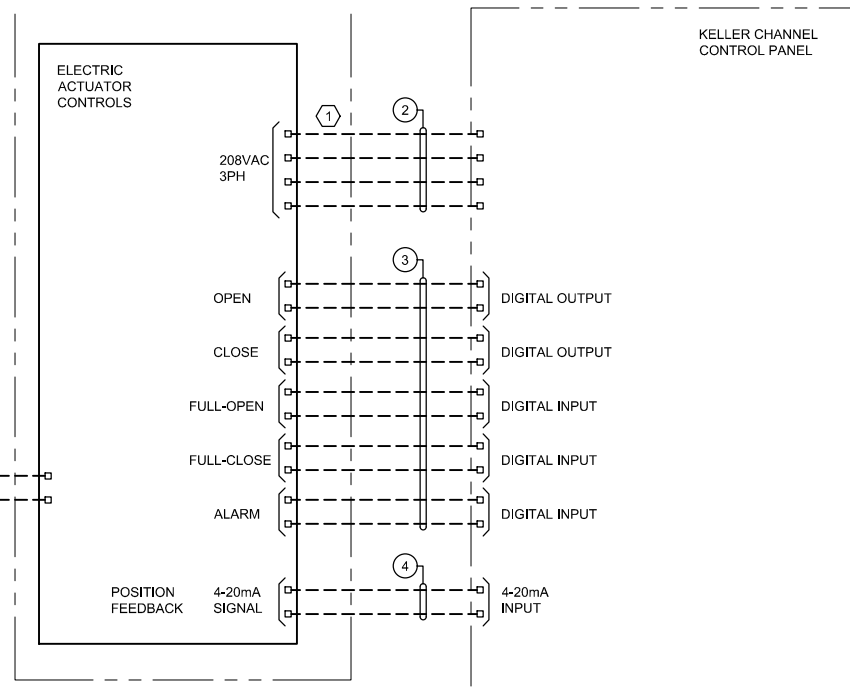 KELLER CHANNEL
CONTROL PANEL
ELECTRIC
ACTUATOR
CONTROLS
1
2
208VAC
3PH
3
OPEN
DIGITAL OUTPUT
CLOSE
DIGITAL OUTPUT
FULL-OPEN
DIGITAL INPUT
FULL-CLOSE
DIGITAL INPUT
ALARM
DIGITAL INPUT
4
POSITION
FEEDBACK
4-20mA
SIGNAL
4-20mA
INPUT